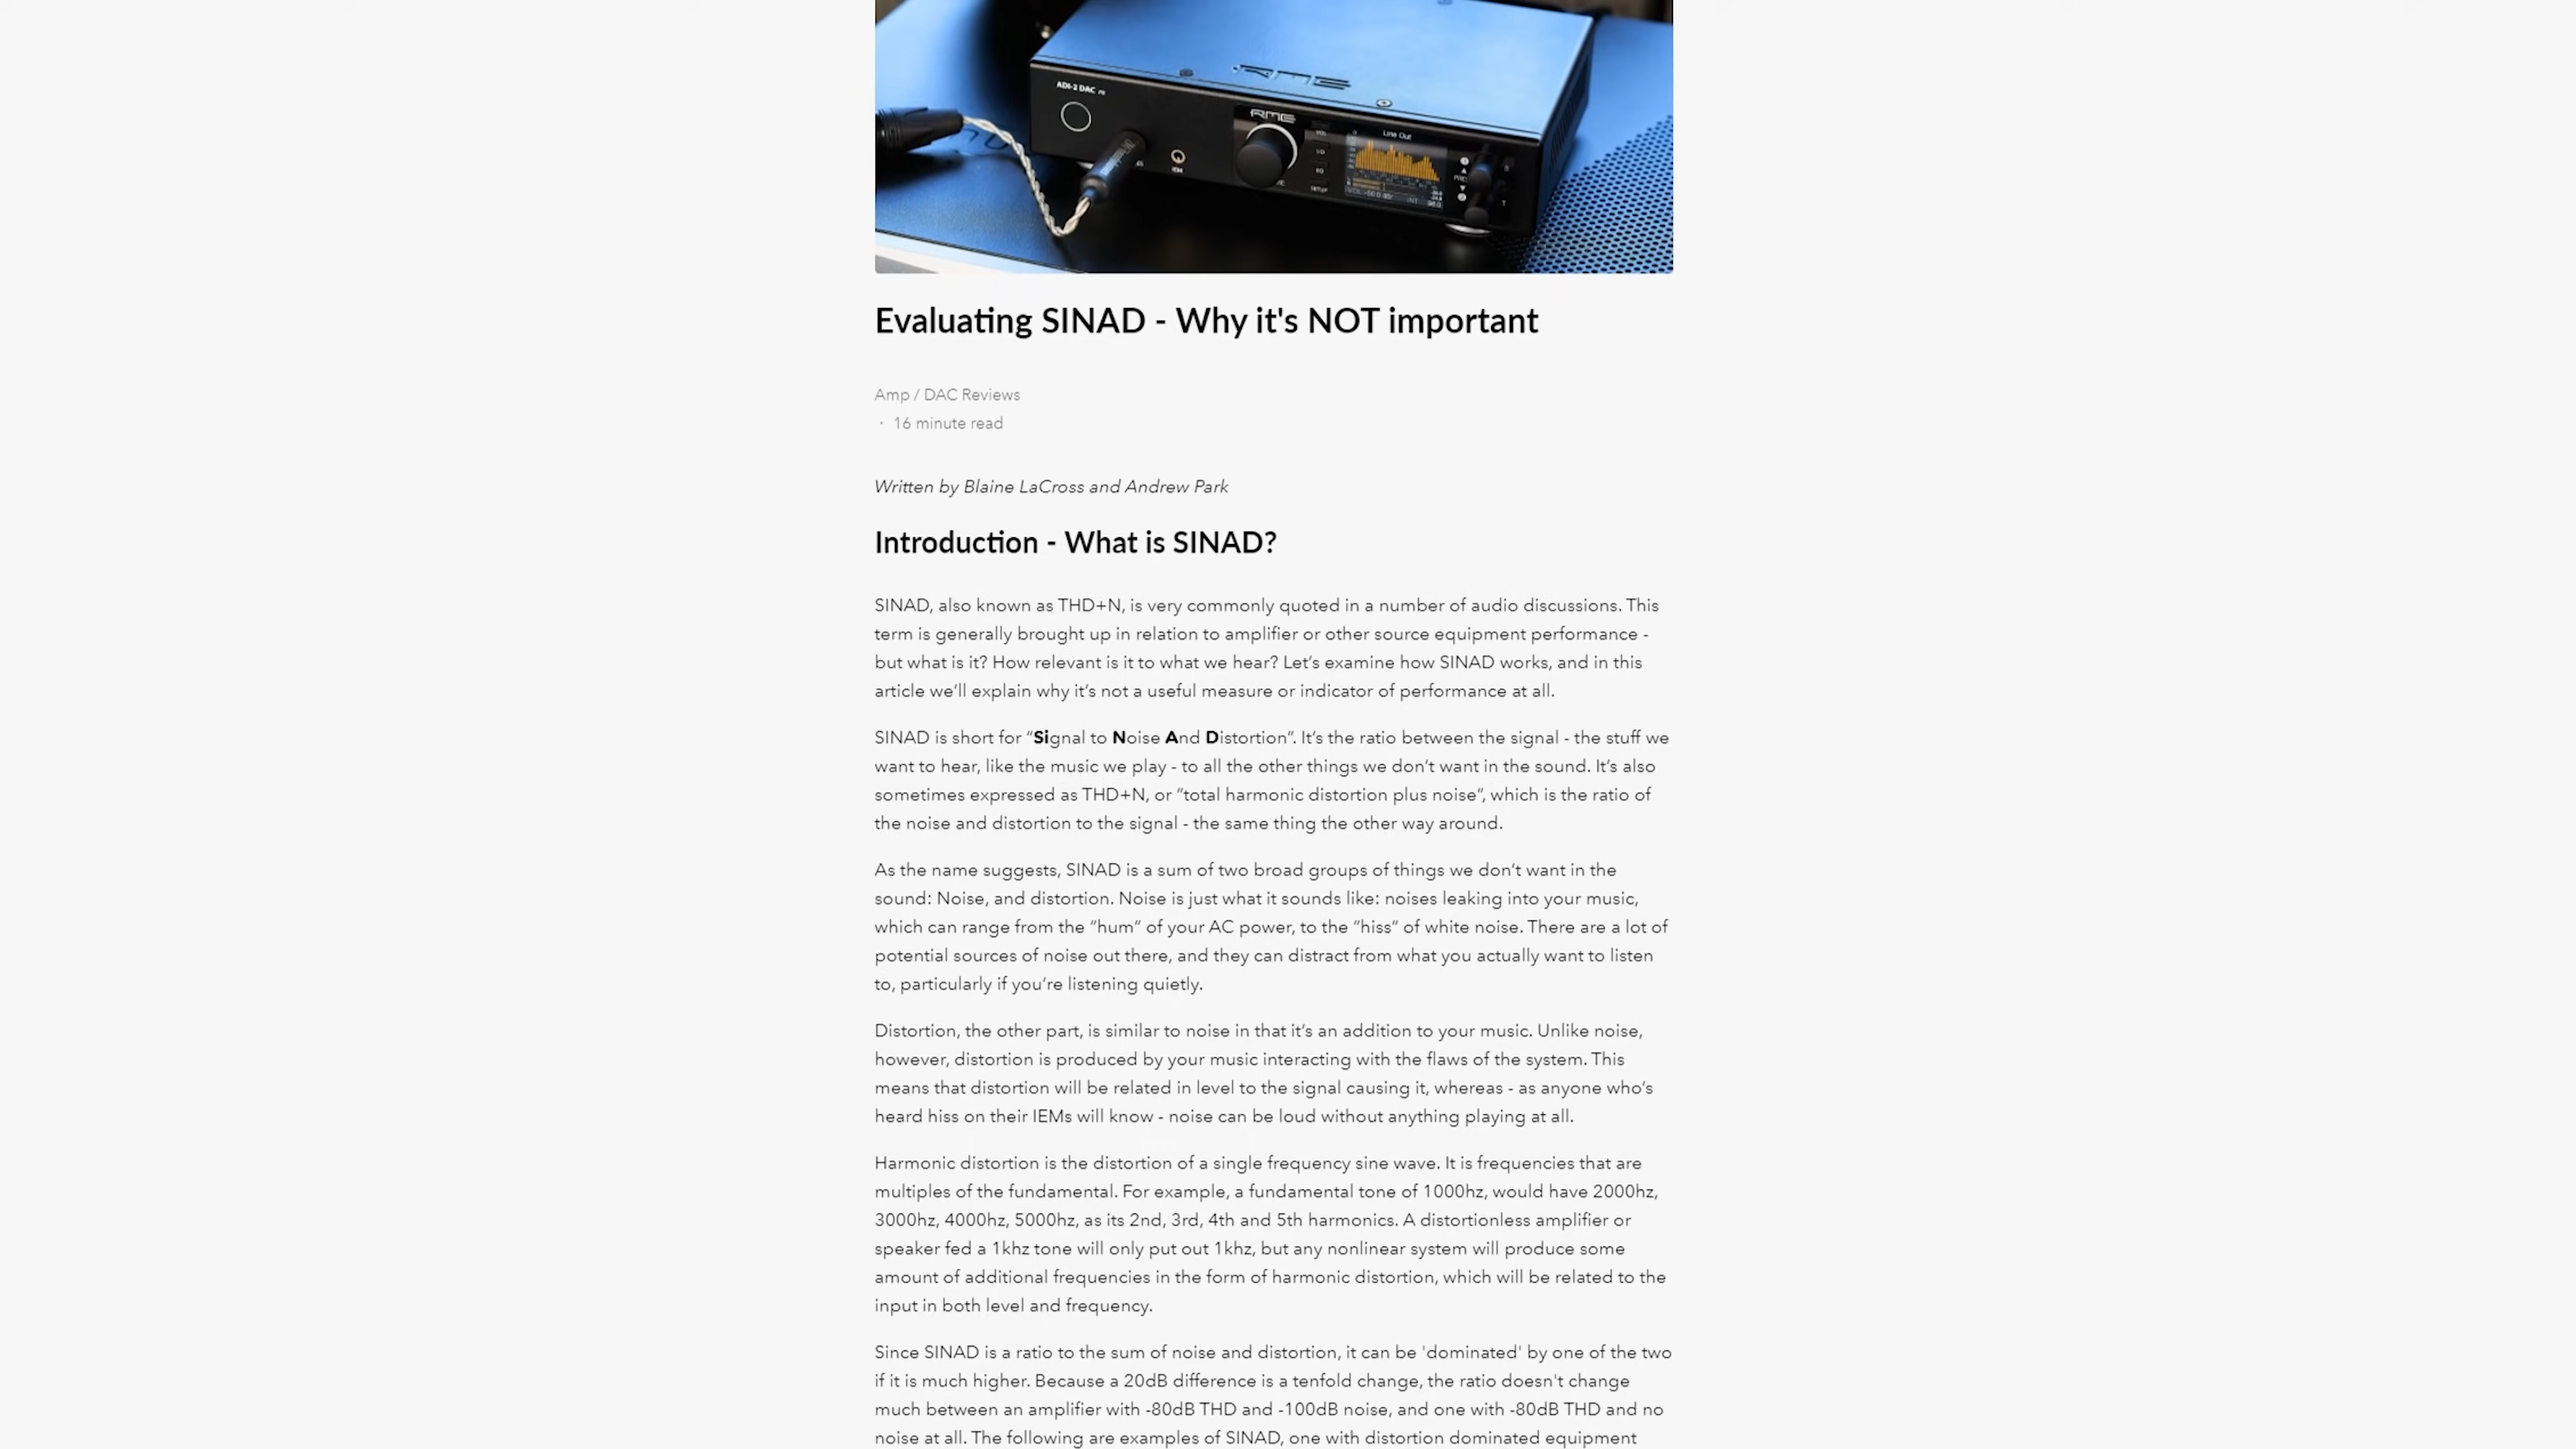 RME
ADI-2 DAC FS
RME
Line Out
VOL
I/O
EQ
SETUP
IEM
Evaluating SINAD - Why it's NOT important
Amp / DAC Reviews
· 16 minute read
Written by Blaine LaCross and Andrew Park
Introduction - What is SINAD?
SINAD, also known as THD+N, is very commonly quoted in a number of audio discussions. This
term is generally brought up in relation to amplifier or other source equipment performance -
but what is it? How relevant is it to what we hear? Let's examine how SINAD works, and in this
article we'll explain why it's not a useful measure or indicator of performance at all.
SINAD is short for “Signal to Noise And Distortion”. It's the ratio between the signal - the stuff we
want to hear, like the music we play - to all the other things we don't want in the sound. It's also
sometimes expressed as THD+N, or “total harmonic distortion plus noise”, which is the ratio of
the noise and distortion to the signal - the same thing the other way around.
As the name suggests, SINAD is a sum of two broad groups of things we don't want in the
sound: Noise, and distortion. Noise is just what it sounds like: noises leaking into your music,
which can range from the “hum” of your AC power, to the “hiss” of white noise. There are a lot of
potential sources of noise out there, and they can distract from what you actually want to listen
to, particularly if you're listening quietly.
Distortion, the other part, is similar to noise in that it's an addition to your music. Unlike noise,
however, distortion is produced by your music interacting with the flaws of the system. This
means that distortion will be related in level to the signal causing it, whereas - as anyone who's
heard hiss on their IEMs will know - noise can be loud without anything playing at all.
Harmonic distortion is the distortion of a single frequency sine wave. It is frequencies that are
multiples of the fundamental. For example, a fundamental tone of 1000hz, would have 2000hz,
3000hz, 4000hz, 5000hz, as its 2nd, 3rd, 4th and 5th harmonics. A distortionless amplifier or
speaker fed a 1khz tone will only put out 1khz, but any nonlinear system will produce some
amount of additional frequencies in the form of harmonic distortion, which will be related to the
input in both level and frequency.
Since SINAD is a ratio to the sum of noise and distortion, it can be 'dominated' by one of the two
if it is much higher. Because a 20dB difference is a tenfold change, the ratio doesn't change
much between an amplifier with -80dB THD and -100dB noise, and one with -80dB THD and no
noise at all. The following are examples of SINAD, one with distortion dominated equipment